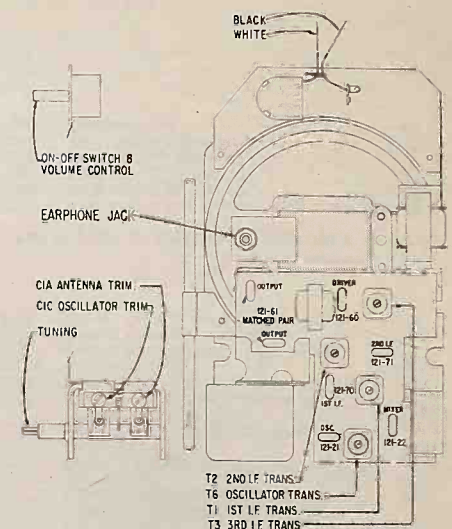 BLACK
WHITE
ON-OFF SWITCH &
VOLUME CONTROL
EARPHONE JACK
C1A ANTENNA TRIM.
C1C OSCILLATOR TRIM.
TUNING
OUTPUT
DRIVER
121-61
MATCHED PAIR
121-60
OUTPUT
2ND I.F.
121-71
121-70
1ST I.F.
MIXER
121-22
OSC.
121-21
T2 2ND I.F. TRANS.
T6 OSCILLATOR TRANS.
T1 1ST I.F. TRANS.
T3 3RD I.F. TRANS.